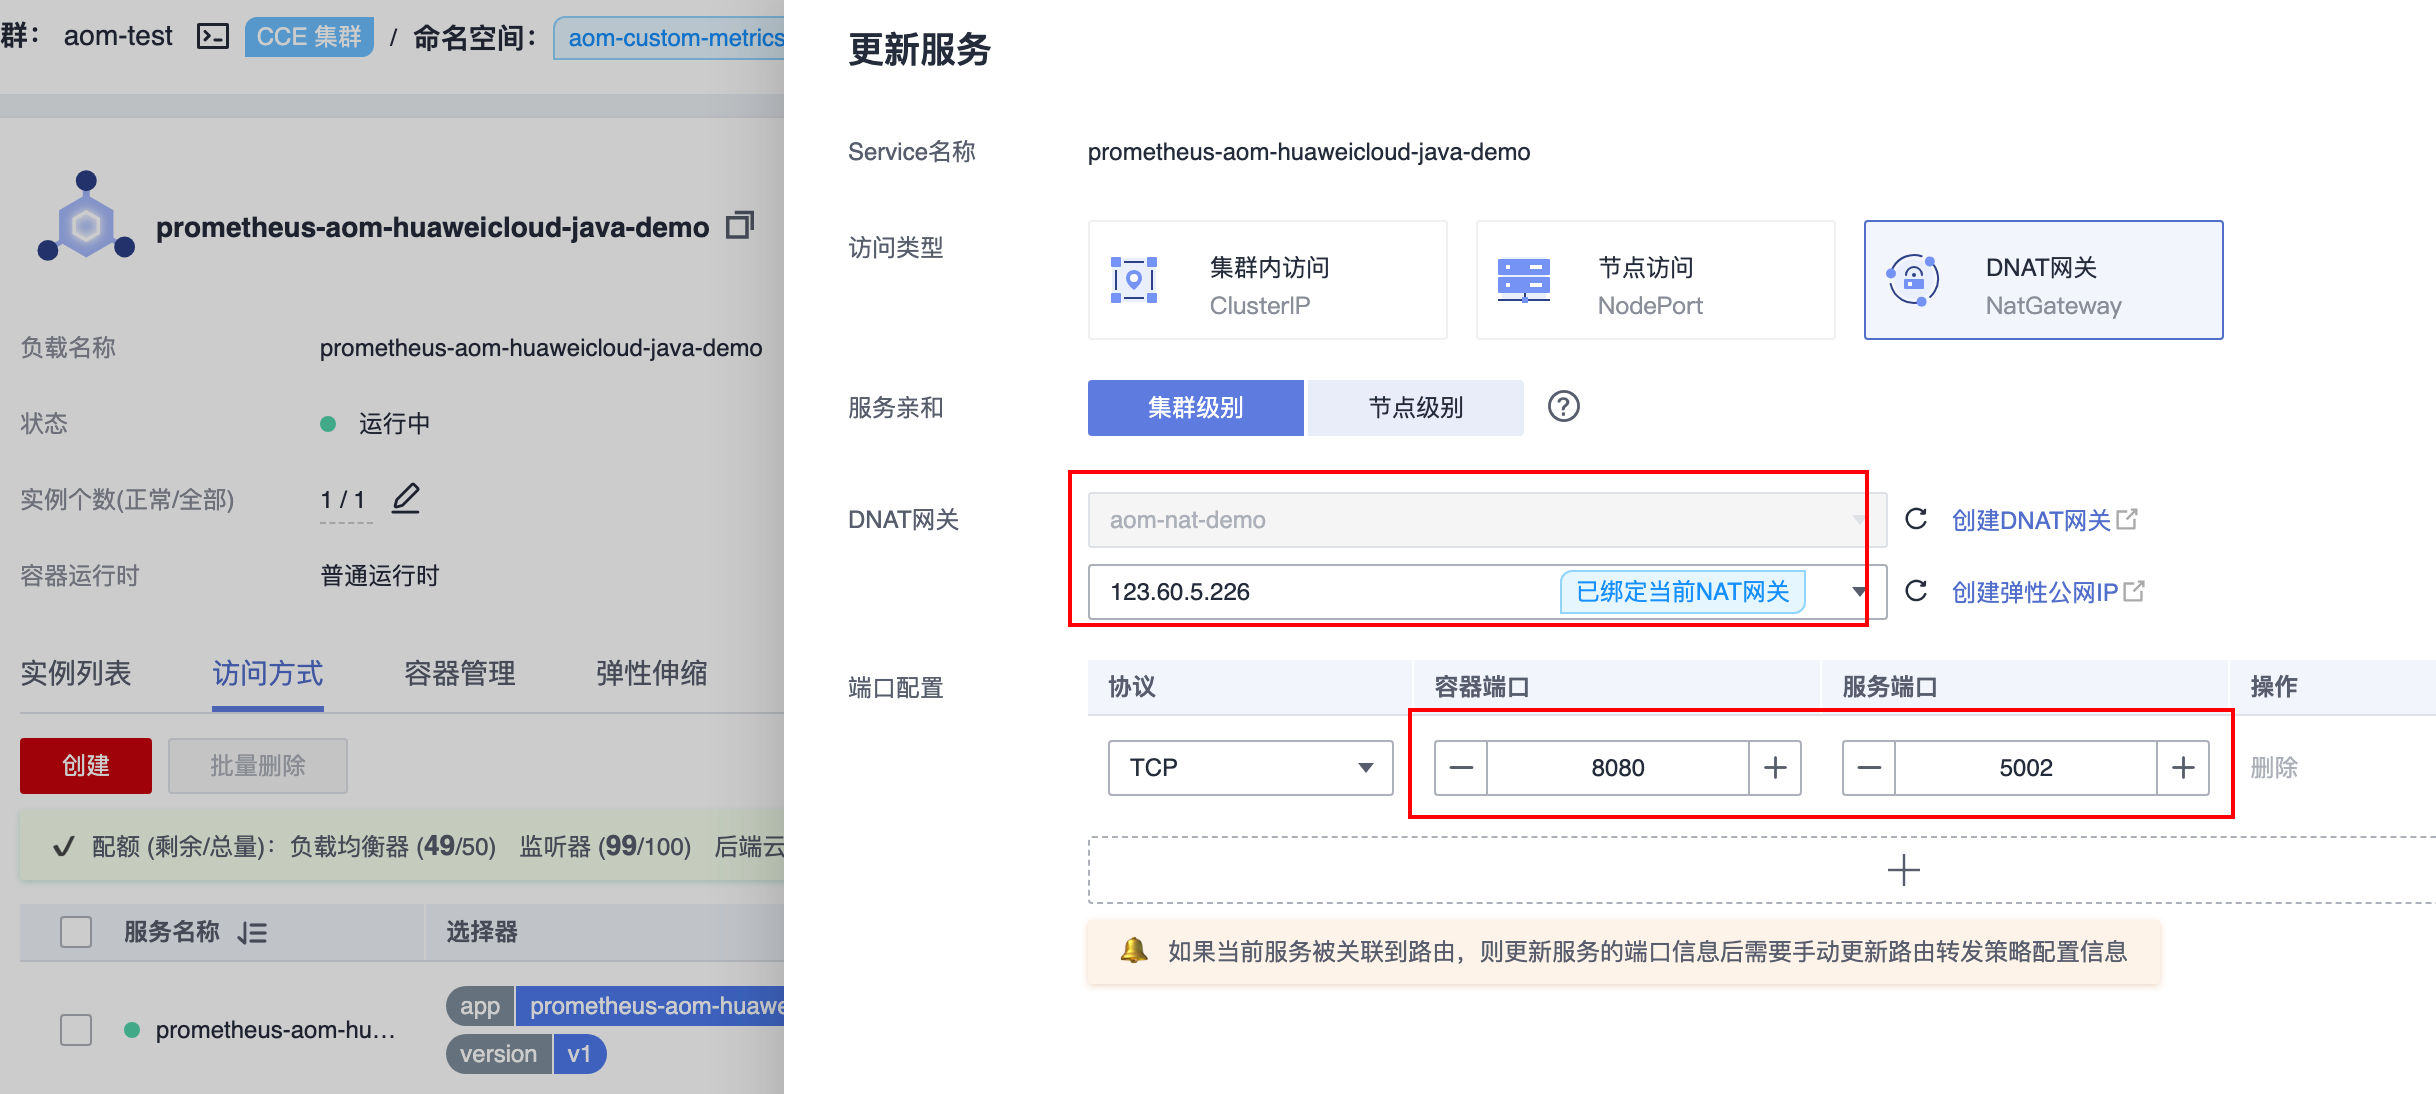 群： aom-test CCE 集群 / 命名空间： aom-custom-metrics
prometheus-aom-huaweicloud-java-demo
负载名称 prometheus-aom-huaweicloud-java-demo
状态 运行中
实例个数(正常/全部) 1 / 1
容器运行时 普通运行时
实例列表 访问方式 容器管理 弹性伸缩
创建 批量删除
配额 (剩余/总量)： 负载均衡器 (49/50) 监听器 (99/100) 后端云
服务名称 选择器
prometheus-aom-hu... app prometheus-aom-huawe
version v1
更新服务
Service名称 prometheus-aom-huaweicloud-java-demo
访问类型
集群内访问
ClusterIP
节点访问
NodePort
DNAT网关
NatGateway
服务亲和 集群级别 节点级别 ?
DNAT网关 aom-nat-demo 创建DNAT网关
123.60.5.226 已绑定当前NAT网关 创建弹性公网IP
端口配置 协议 容器端口 服务端口 操作
TCP 8080 5002 删除
如果当前服务被关联到路由，则更新服务的端口信息后需要手动更新路由转发策略配置信息